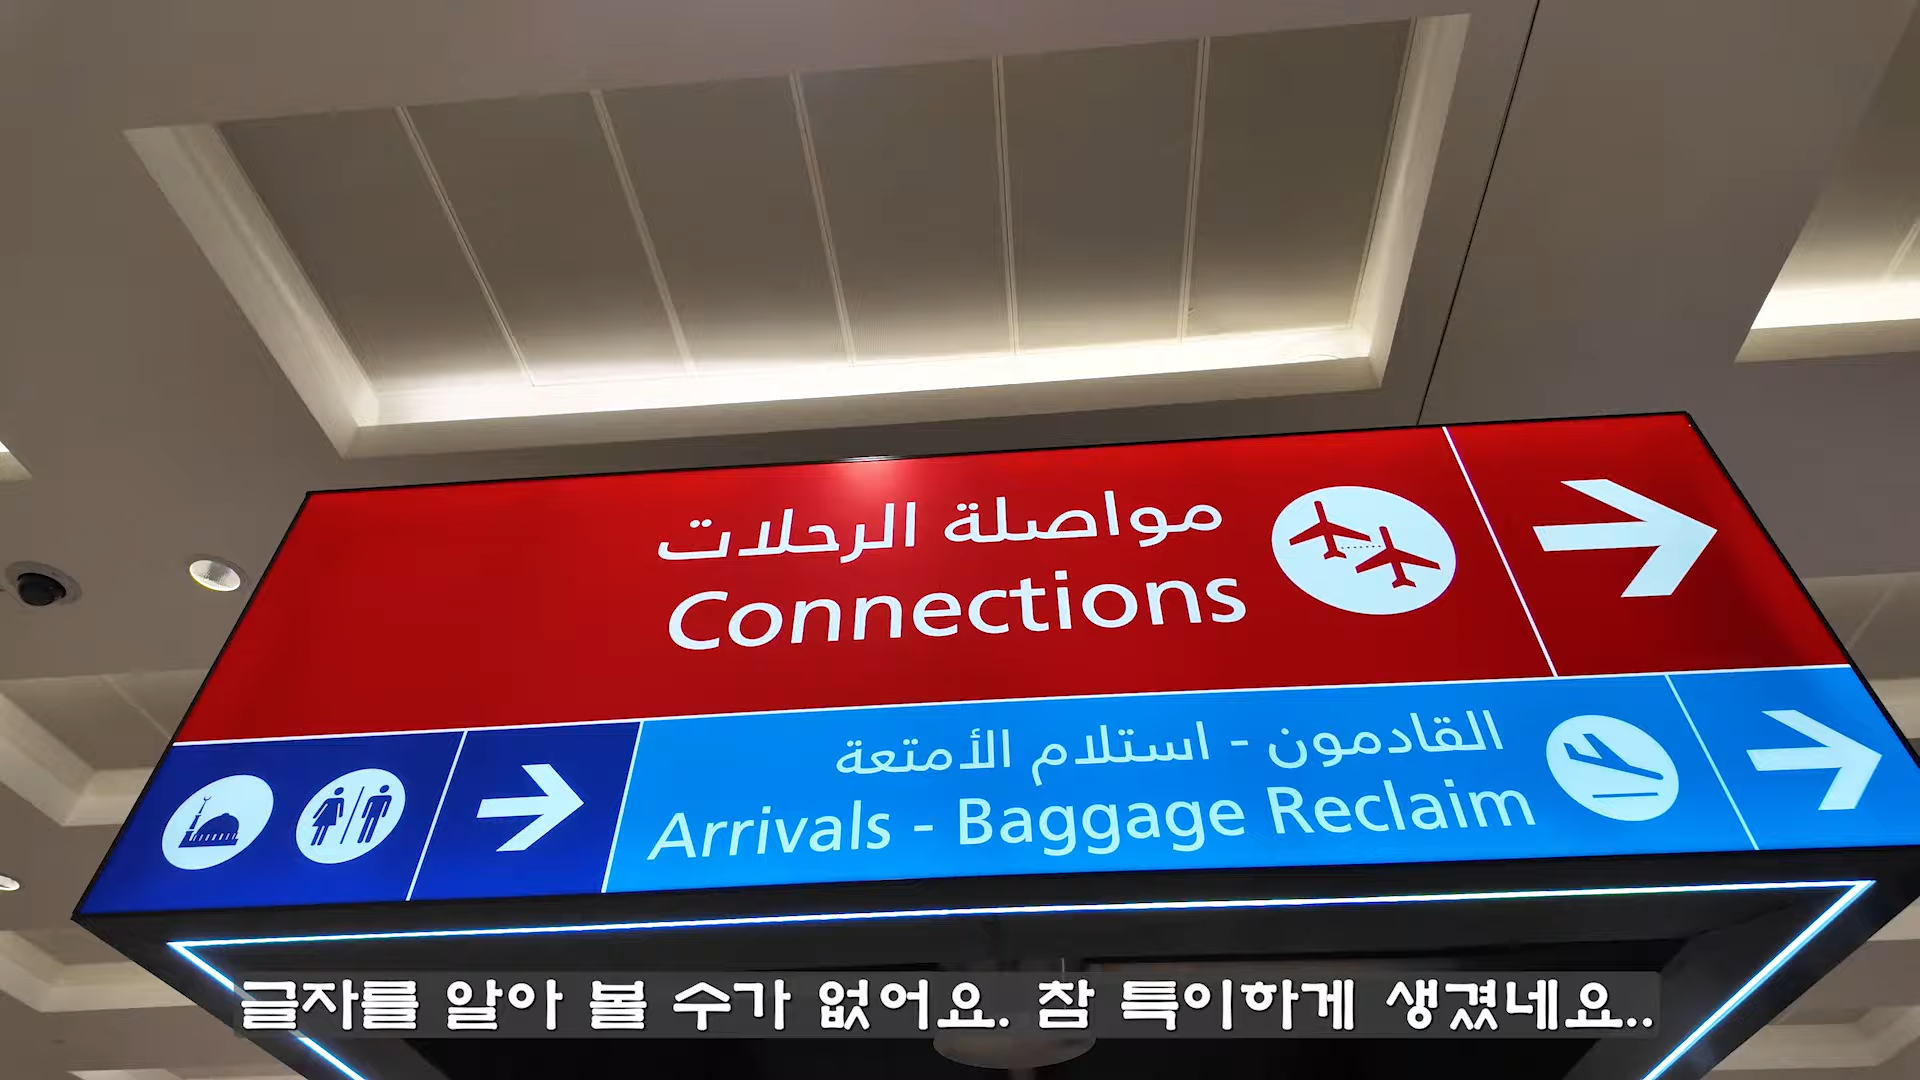 مواصلة الرحلات
Connections
القادمون - استلام الأمتعة
Arrivals - Baggage Reclaim
글자를 알아 볼 수가 없어요. 참 특이하게 생겼네요..